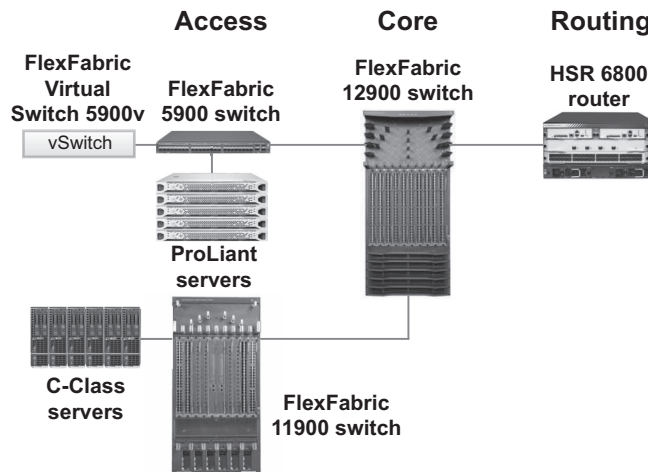 Access
Core
Routing
FlexFabric
Virtual
Switch 5900v
vSwitch
FlexFabric
5900 switch
FlexFabric
12900 switch
HSR 6800
router
ProLiant
servers
C-Class
servers
FlexFabric
11900 switch